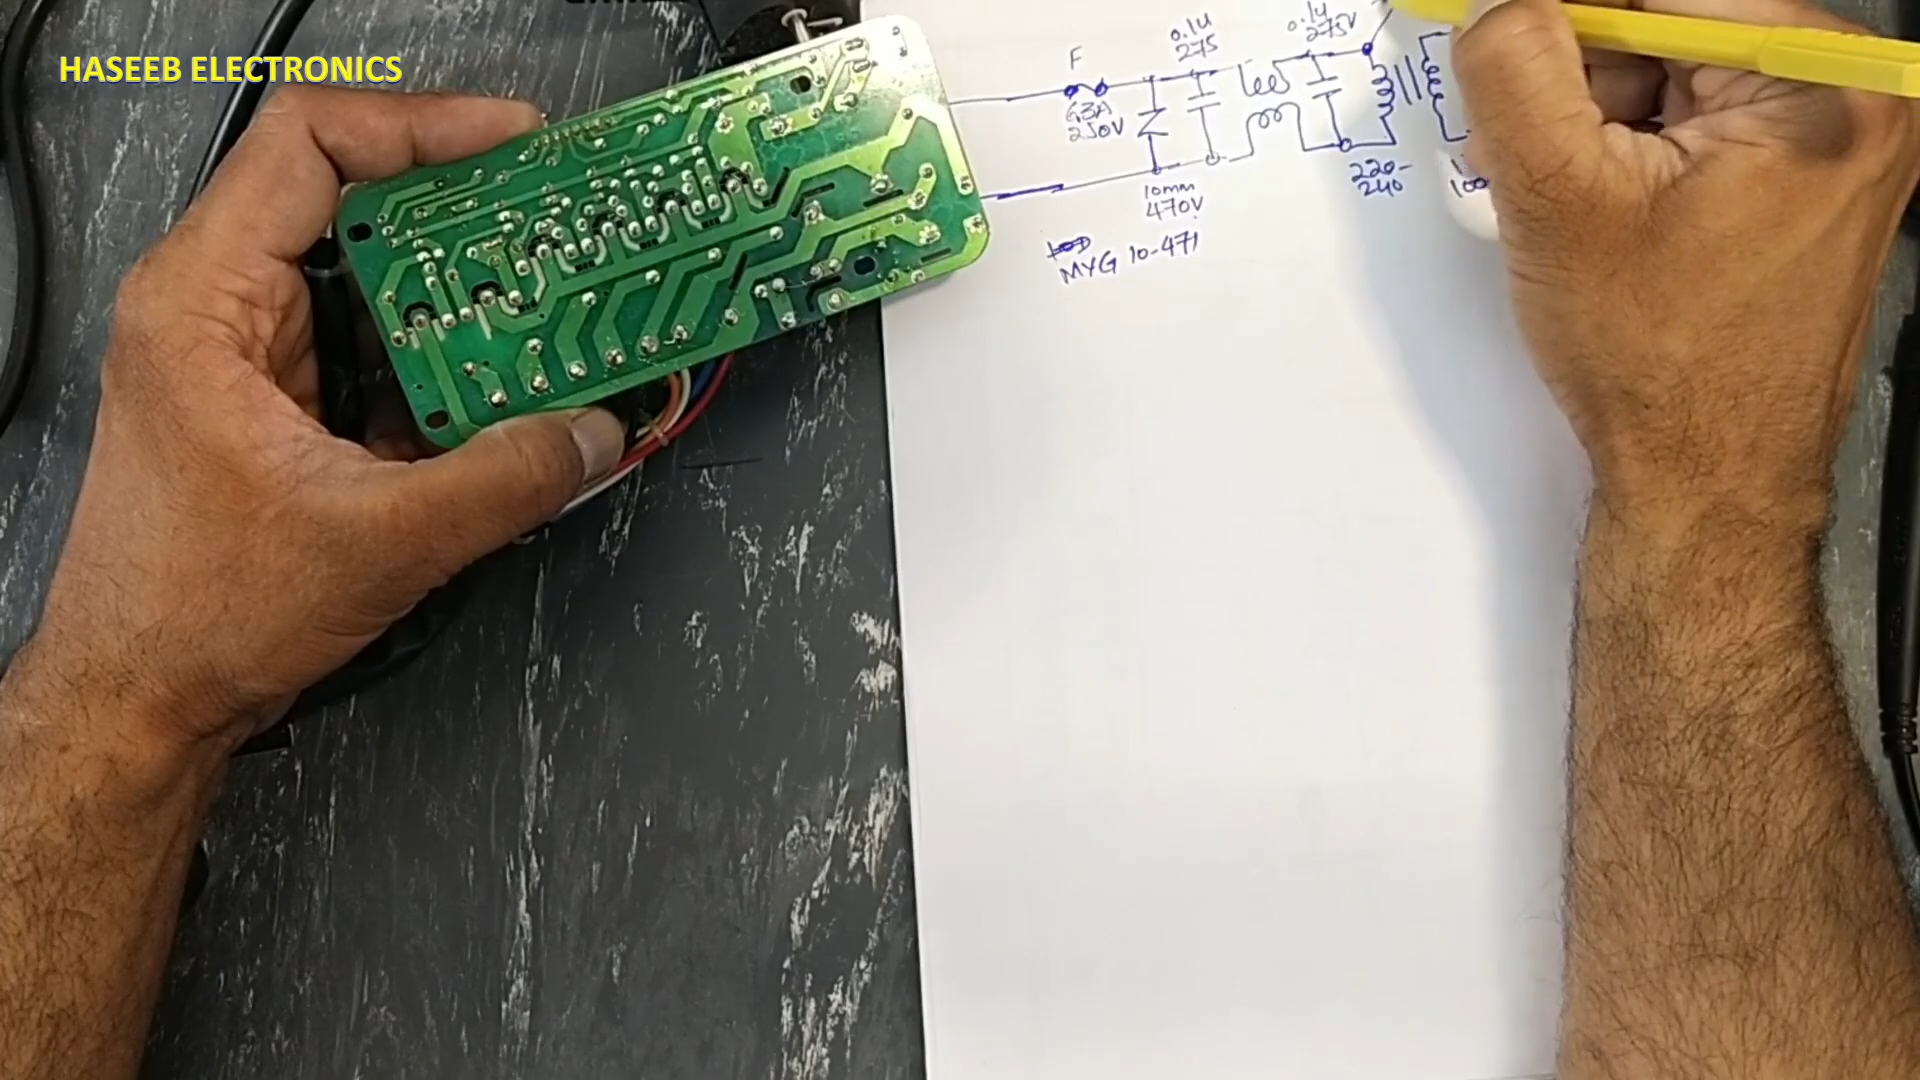 HASEEB ELECTRONICS
F
6.3A
250V
0.1u
275
0.1u
275V
10mm
470V
MYG 10-471
220-
240